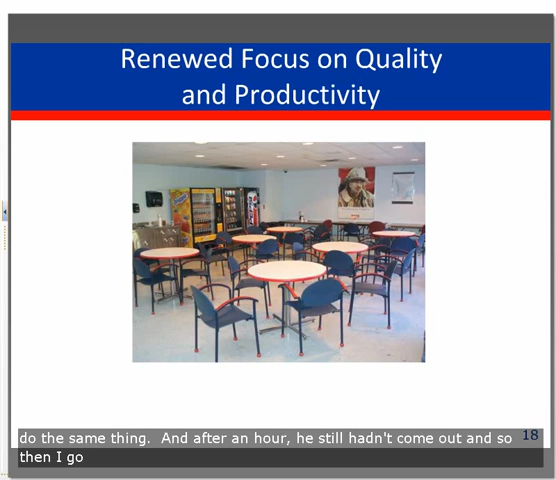 Renewed Focus on Quality
and Productivity
do the same thing.  And after an hour, he still hadn't come out and so
18
then I go